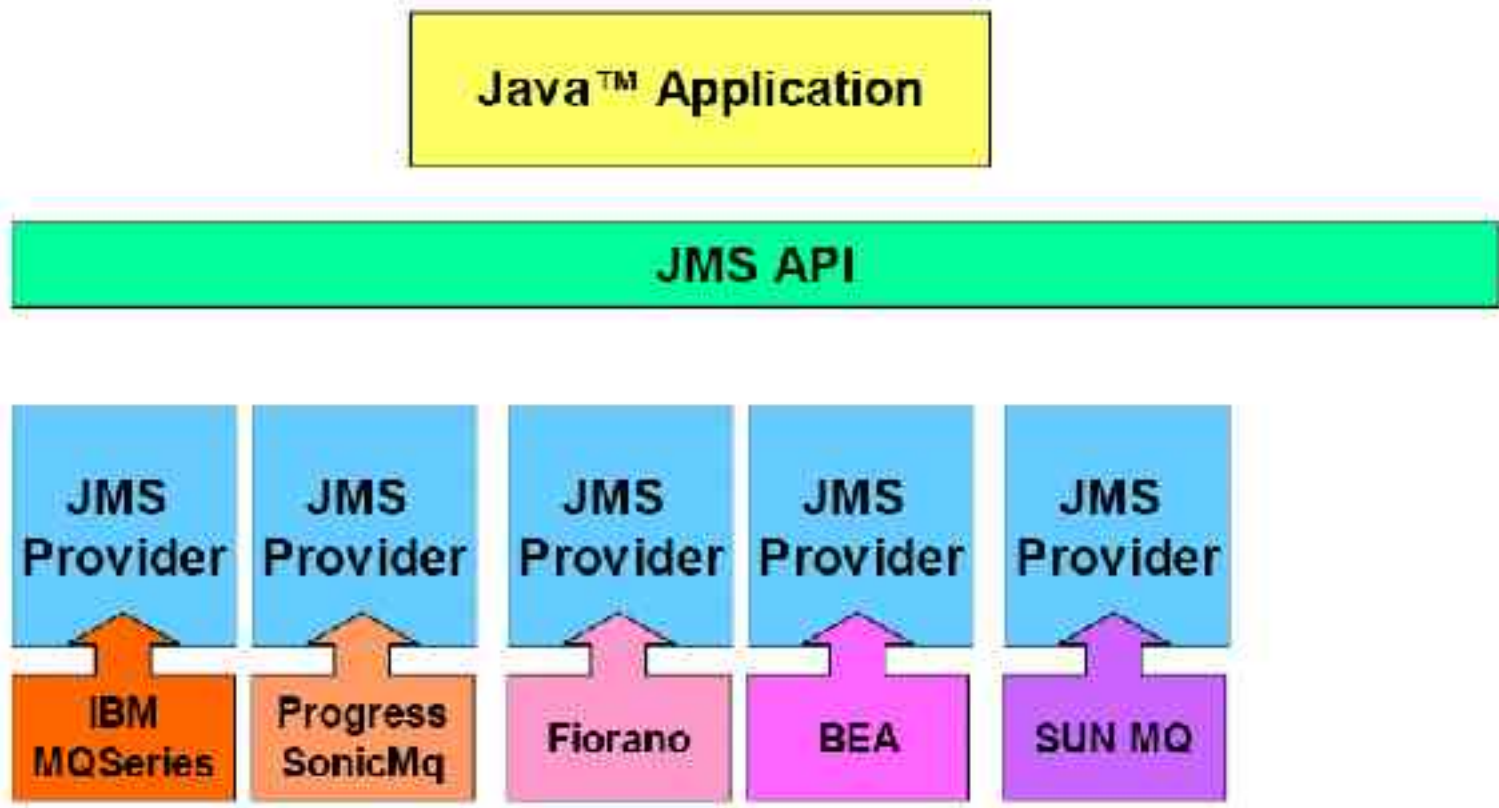 Java™ Application
JMS API
JMS
Provider
JMS
Provider
JMS
Provider
JMS
Provider
JMS
Provider
IBM
MQSeries
Progress
SonicMq
Fiorano
BEA
SUN MQ